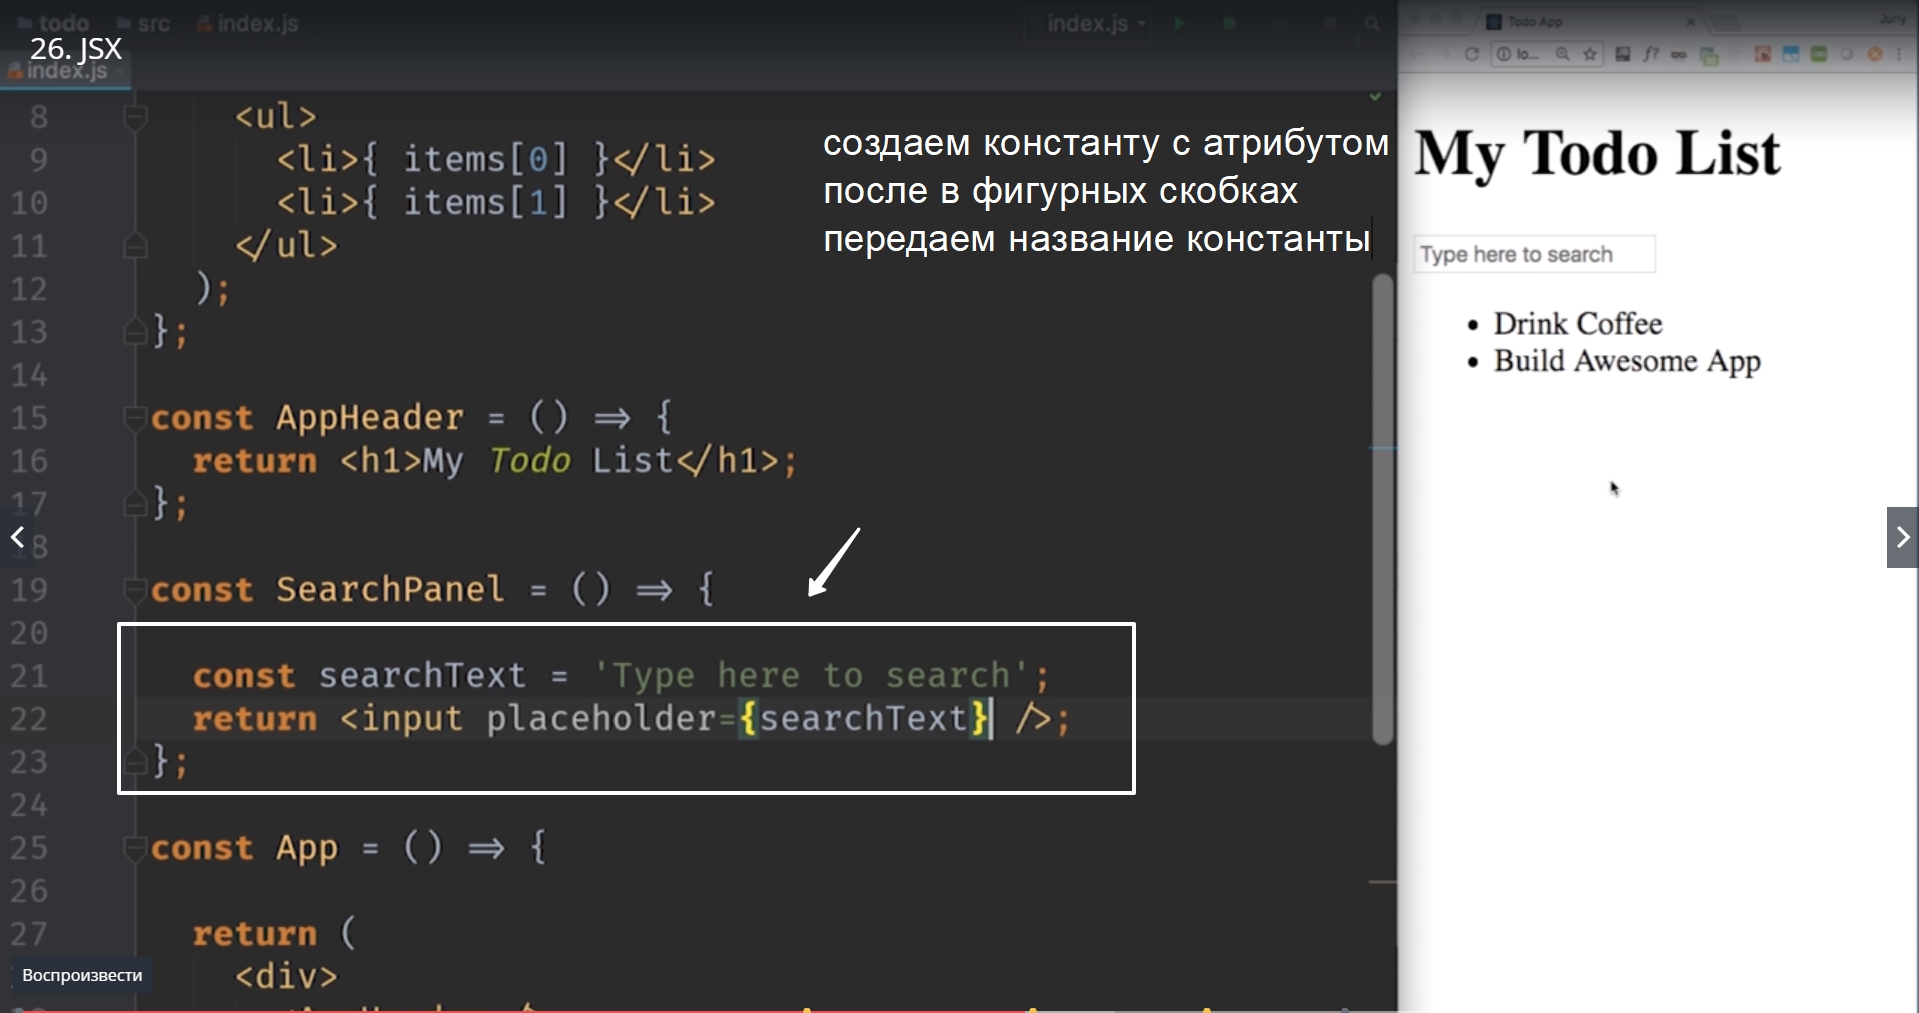 todo src index.js
index.js
Todo App
26. JSX
index.js
lo...
f?
8 <ul>
9 <li>{ items[0] }</li>
10 <li>{ items[1] }</li>
11 </ul>
12 );
13 };
14
15 const AppHeader = () => {
16 return <h1>My Todo List</h1>;
17 };
18
19 const SearchPanel = () => {
20
21 const searchText = 'Type here to search';
22 return <input placeholder={searchText} />;
23 };
24
25 const App = () => {
26
27 return (
<div>
создаем константу с атрибутом
после в фигурных скобках
передаем название константы
Воспроизвести
My Todo List
Type here to search
• Drink Coffee
• Build Awesome App